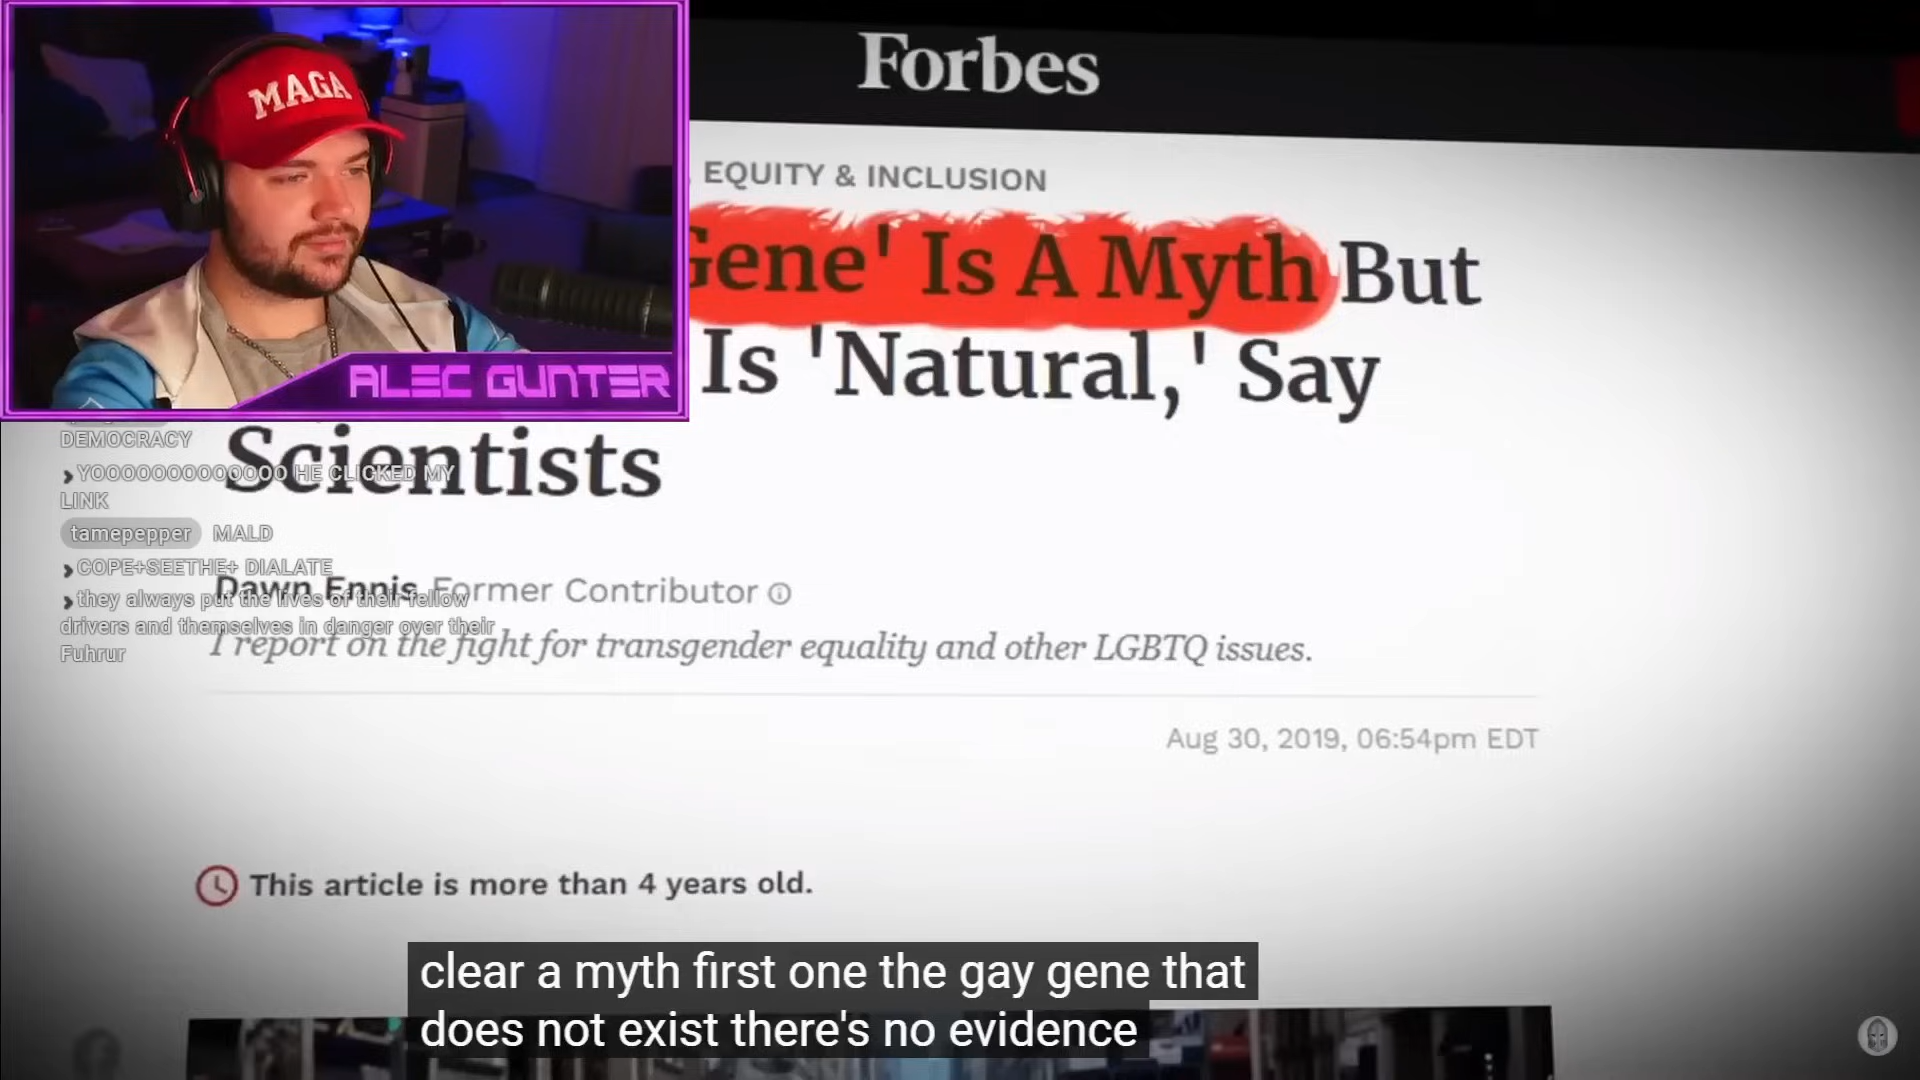 MAGA
ALEC GUNTER
Forbes
EQUITY & INCLUSION
Gene' Is A Myth But
Is 'Natural,' Say
Scientists
DEMOCRACY
YOOOOOOOOOOOOO HE CLICKED MY
LINK
tamepepper MALD
COPE+SEETHE+ DIALATE
they always put the lives of their fellow
drivers and themselves in danger over their
Fuhrur
Dawn Ennis Former Contributor
I report on the fight for transgender equality and other LGBTQ issues.
Aug 30, 2019, 06:54pm EDT
This article is more than 4 years old.
clear a myth first one the gay gene that
does not exist there's no evidence